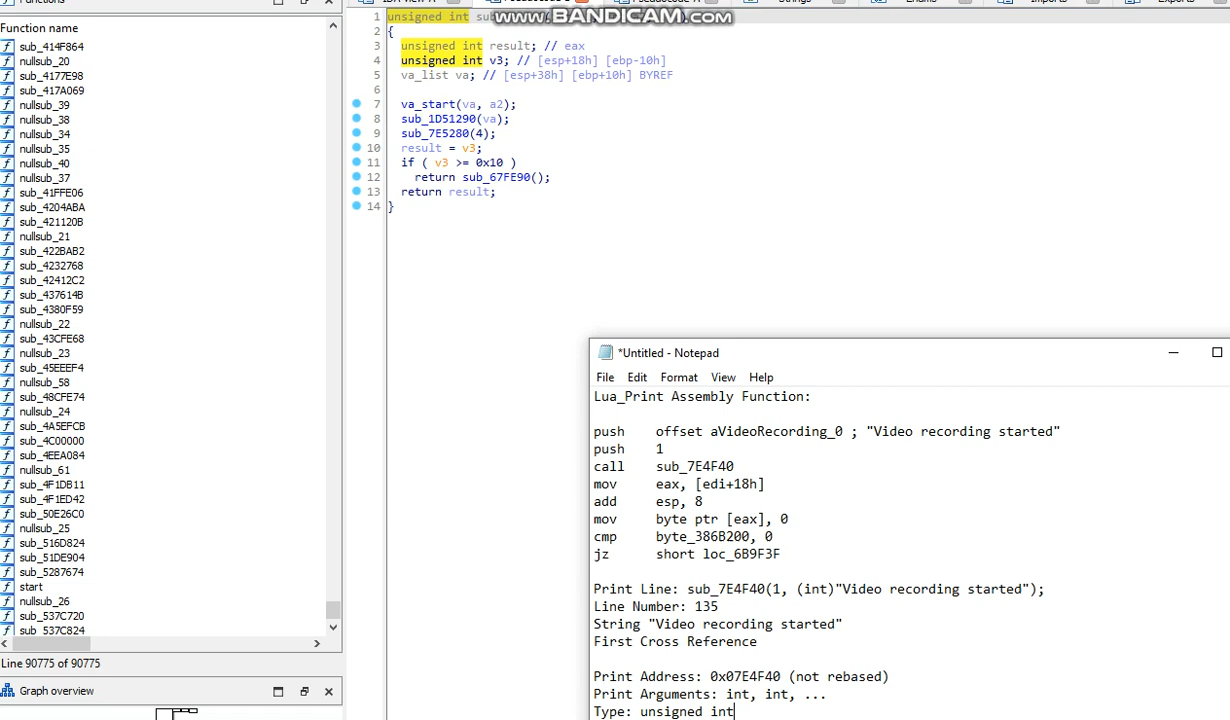 Functions
IDA View-A
Strings
Enums
Imports
Exports
Function name
sub_414F864
nullsub_20
sub_4177E98
sub_417A069
nullsub_39
nullsub_38
nullsub_34
nullsub_35
nullsub_40
nullsub_37
sub_41FFE06
sub_4204ABA
sub_421120B
nullsub_21
sub_422BAB2
sub_4232768
sub_42412C2
sub_437614B
sub_4380F59
nullsub_22
sub_43CFE68
nullsub_23
sub_45EEEF4
nullsub_58
sub_48CFE74
nullsub_24
sub_4A5EFCB
sub_4C00000
sub_4EEA084
nullsub_61
sub_4F1DB11
sub_4F1ED42
sub_50E26C0
nullsub_25
sub_516D824
sub_51DE904
sub_5287674
start
nullsub_26
sub_537C720
sub_537C824
Line 90775 of 90775
Graph overview
www.BANDICAM.com
1 unsigned int sub
2 {
3 unsigned int result; // eax
4 unsigned int v3; // [esp+18h] [ebp-10h]
5 va_list va; // [esp+38h] [ebp+10h] BYREF
6
7 va_start(va, a2);
8 sub_1D51290(va);
9 sub_7E5280(4);
10 result = v3;
11 if ( v3 >= 0x10 )
12 return sub_67FE90();
13 return result;
14 }
*Untitled - Notepad
File Edit Format View Help
Lua_Print Assembly Function:
push offset aVideoRecording_0 ; "Video recording started"
push 1
call sub_7E4F40
mov eax, [edi+18h]
add esp, 8
mov byte ptr [eax], 0
cmp byte_386B200, 0
jz short loc_6B9F3F
Print Line: sub_7E4F40(1, (int)"Video recording started");
Line Number: 135
String "Video recording started"
First Cross Reference
Print Address: 0x07E4F40 (not rebased)
Print Arguments: int, int, ...
Type: unsigned int